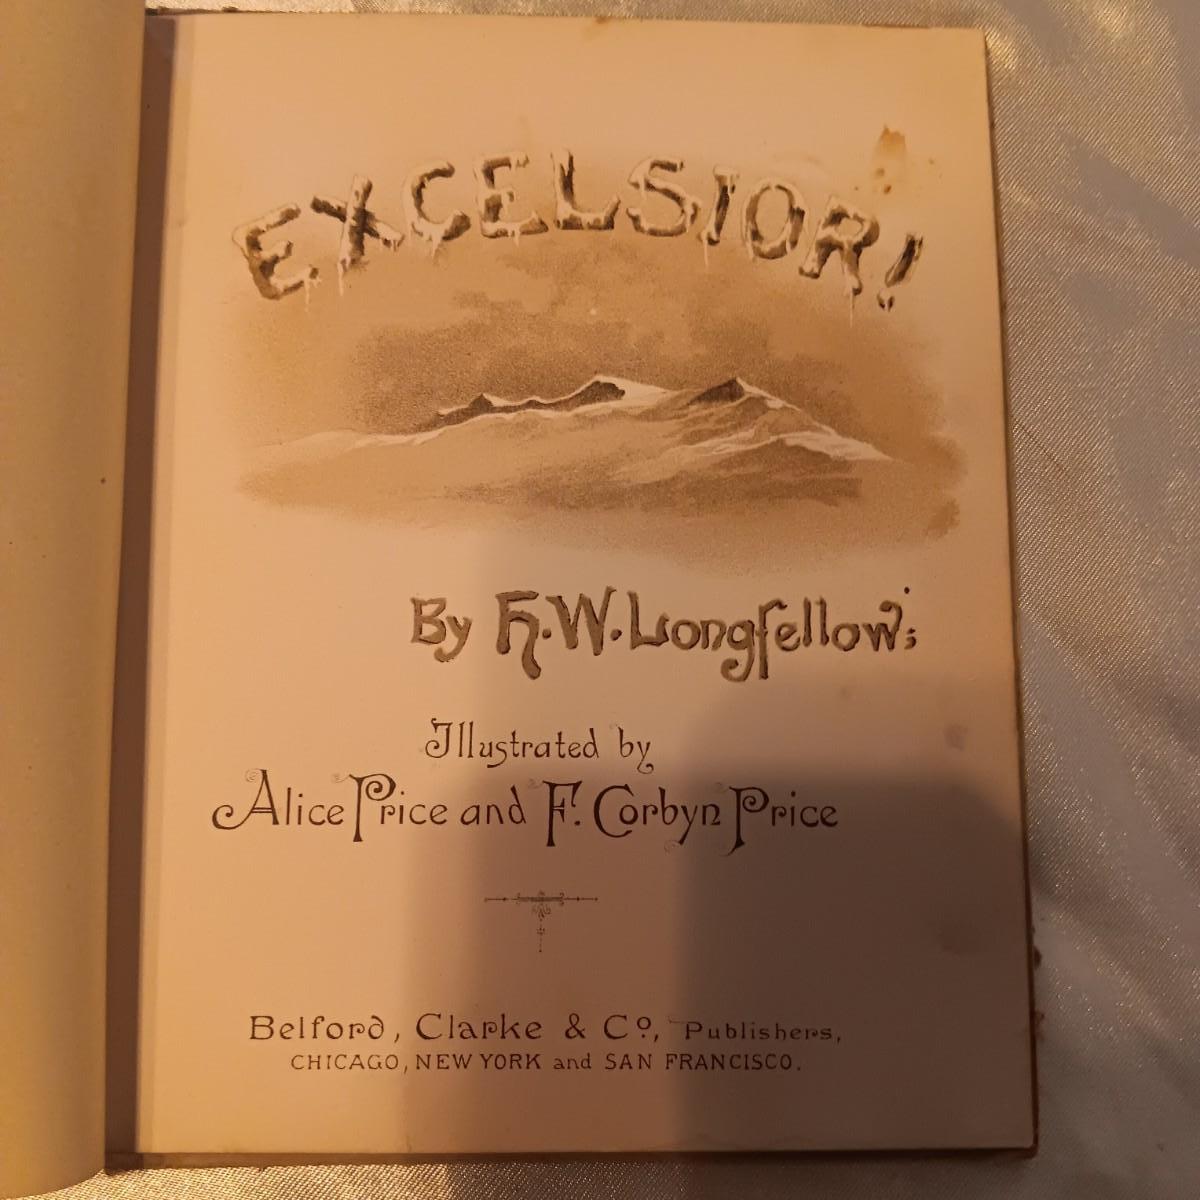 EXCELSIOR!
By H.W. Longfellow;
Illustrated by
Alice Price and F. Corbyn Price
Belford, Clarke & Co., Publishers,
CHICAGO, NEW YORK and SAN FRANCISCO.